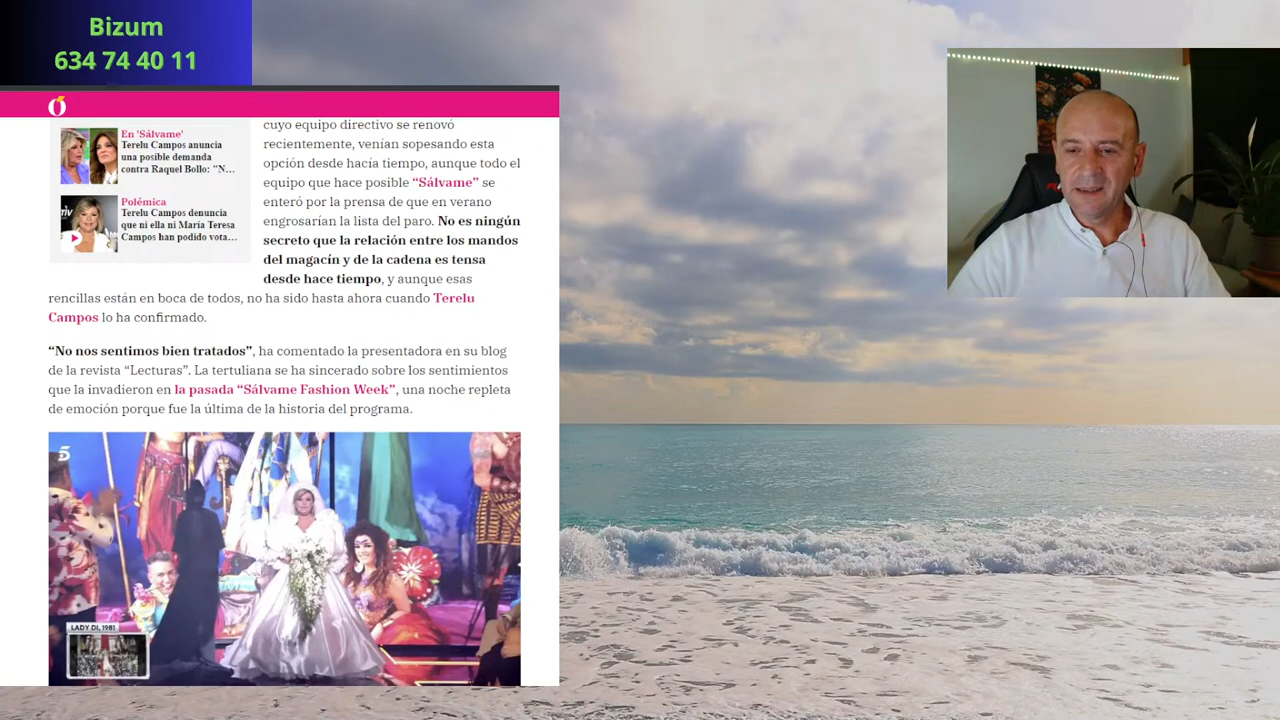 Bizum
634 74 40 11
En 'Sálvame'
Terelu Campos anuncia
una posible demanda
contra Raquel Bollo: "N...
Polémica
Terelu Campos denuncia
que ni ella ni María Teresa
Campos han podido vota...
cuyo equipo directivo se renovó
recientemente, venían sopesando esta
opción desde hacía tiempo, aunque todo el
equipo que hace posible “Sálvame” se
enteró por la prensa de que en verano
engrosarían la lista del paro. No es ningún
secreto que la relación entre los mandos
del magacín y de la cadena es tensa
desde hace tiempo, y aunque esas
rencillas están en boca de todos, no ha sido hasta ahora cuando Terelu
Campos lo ha confirmado.
“No nos sentimos bien tratados”, ha comentado la presentadora en su blog
de la revista “Lecturas”. La tertuliana se ha sincerado sobre los sentimientos
que la invadieron en la pasada “Sálvame Fashion Week”, una noche repleta
de emoción porque fue la última de la historia del programa.
5
LADY DI, 1981